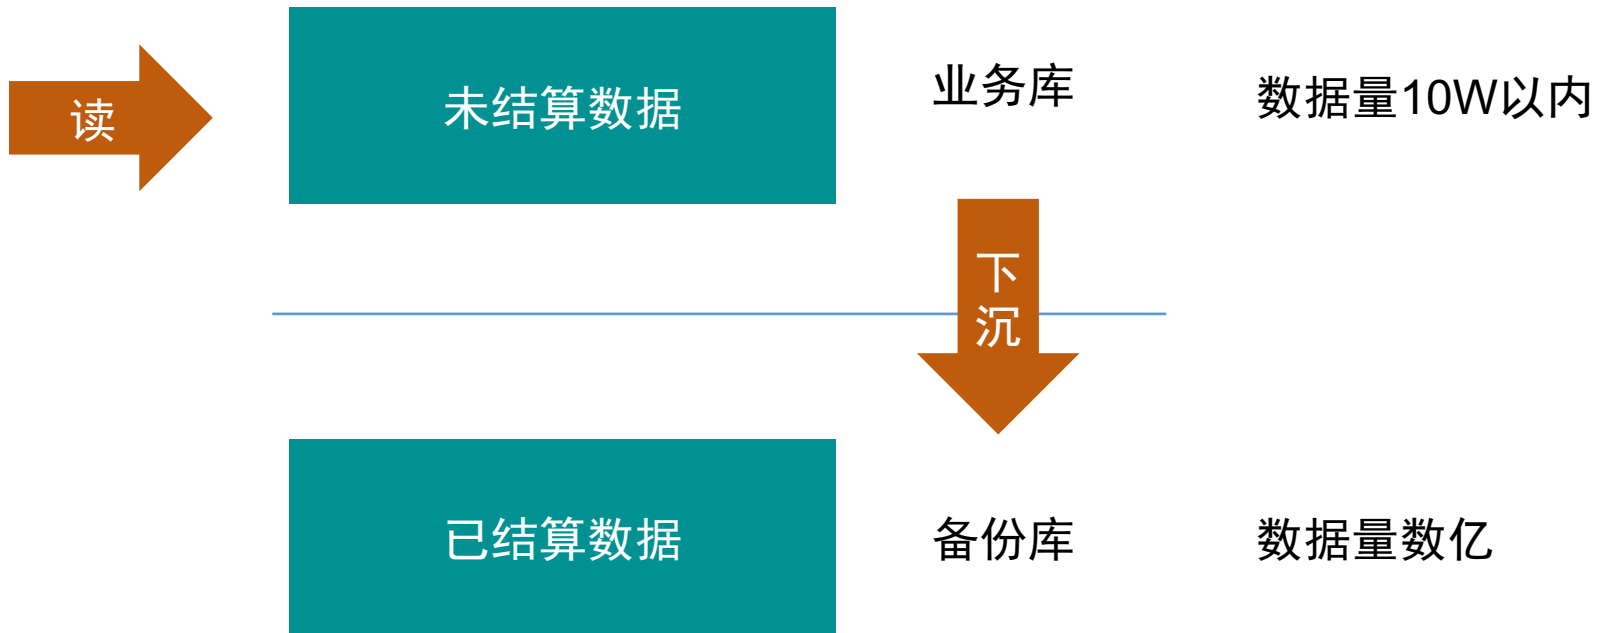 读
未结算数据
业务库
数据量10W以内
下
沉
已结算数据
备份库
数据量数亿